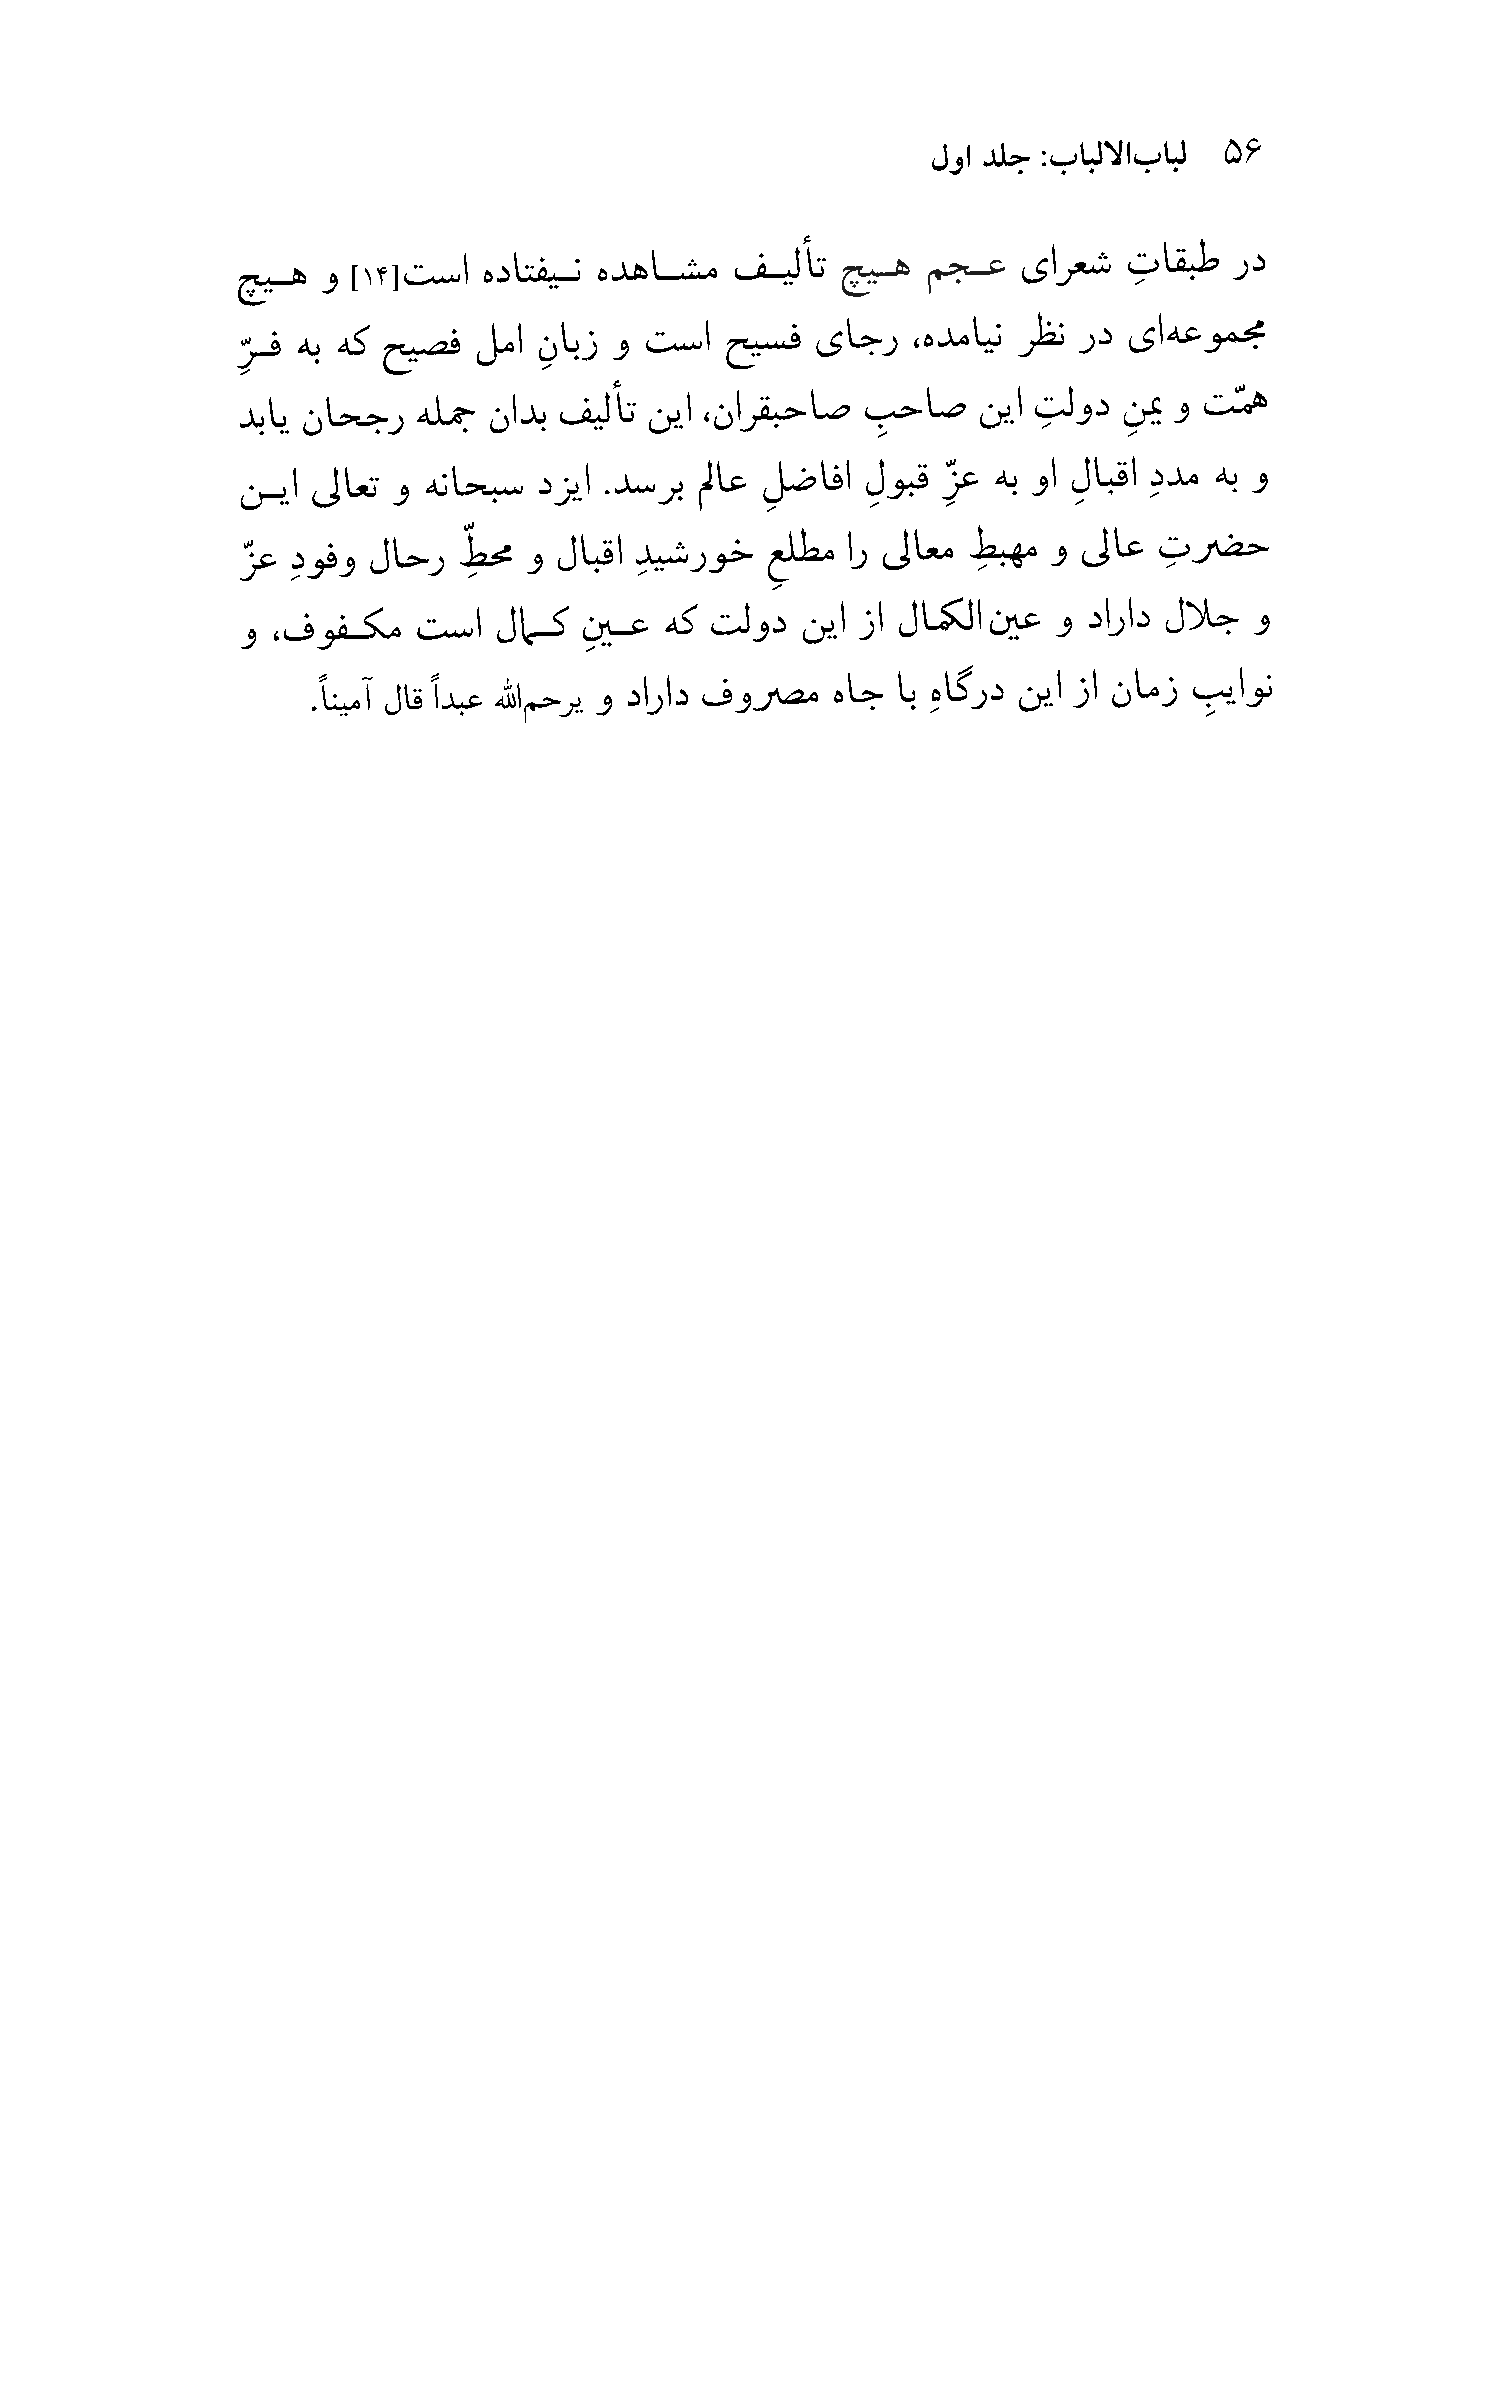 ۵۶ لباب‌الالباب: جلد اول
در طبقاتِ شعرای عجم هیچ تألیف مشاهده نیفتاده است[۱۴] و هیچ
مجموعه‌ای در نظر نیامده، رجای فسیح است و زبانِ امل فصیح که به فرِّ
همّت و یمنِ دولتِ این صاحبِ صاحبقران، این تألیف بدان جمله رجحان یابد
و به مددِ اقبالِ او به عزِّ قبولِ افاضلِ عالم برسد. ایزد سبحانه و تعالی این
حضرتِ عالی و مهبطِ معالی را مطلعِ خورشیدِ اقبال و محطِّ رحال وفودِ عزّ
و جلال داراد و عین‌الکمال از این دولت که عینِ کمال است مکفوف، و
نوایبِ زمان از این درگاهِ با جاه مصروف داراد و یرحم‌الله عبداً قال آمیناً.